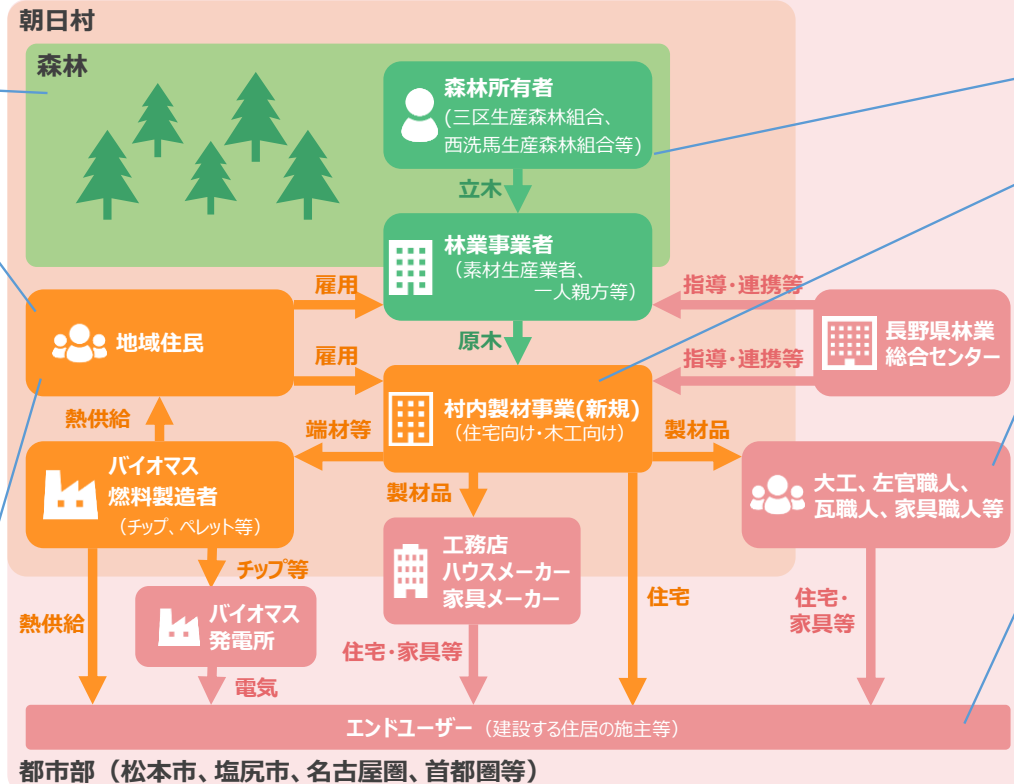 朝日村
森林
森林所有者
(三区生産森林組合、
西洗馬生産森林組合等)
立木
林業事業者
（素材生産業者、
一人親方等）
雇用
指導・連携等
地域住民
長野県林業
総合センター
原木
雇用
指導・連携等
村内製材事業(新規)
（住宅向け・木工向け）
熱供給
端材等
製材品
バイオマス
燃料製造者
（チップ、ペレット等）
製材品
大工、左官職人、
瓦職人、家具職人等
工務店
ハウスメーカー
家具メーカー
チップ等
バイオマス
発電所
熱供給
住宅
住宅・
家具等
住宅・家具等
電気
エンドユーザー（建設する住居の施主等）
都市部（松本市、塩尻市、名古屋圏、首都圏等）